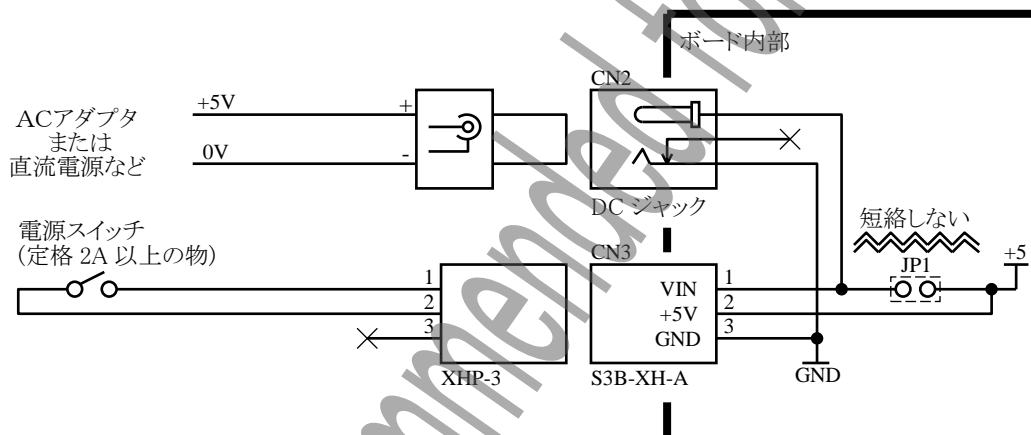 ボード内部
CN2
+5V
+
ACアダプタ
または
直流電源など
0V
-
DC ジャック
電源スイッチ
(定格 2A 以上の物)
短絡しない
CN3
JP1
+5
1
2
3
VIN
+5V
GND
1
2
3
XHP-3
S3B-XH-A
GND
mmended fo